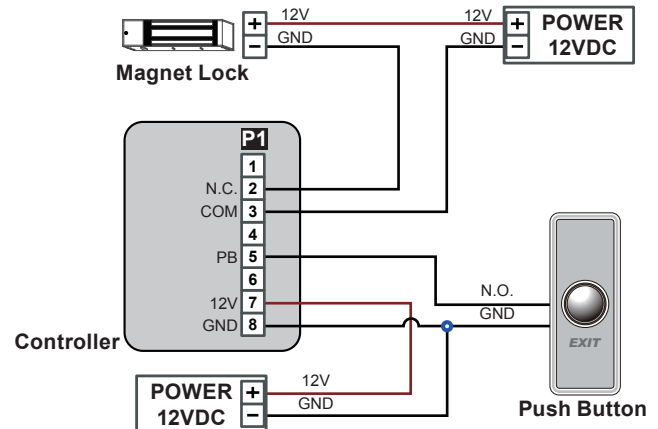 + 12V 12V + POWER
- GND GND - 12VDC
Magnet Lock
P1
1
N.C. 2
COM 3
4
PB 5
6
12V 7
GND 8
N.O.
GND
EXIT
Controller
Push Button
POWER + 12V
12VDC - GND